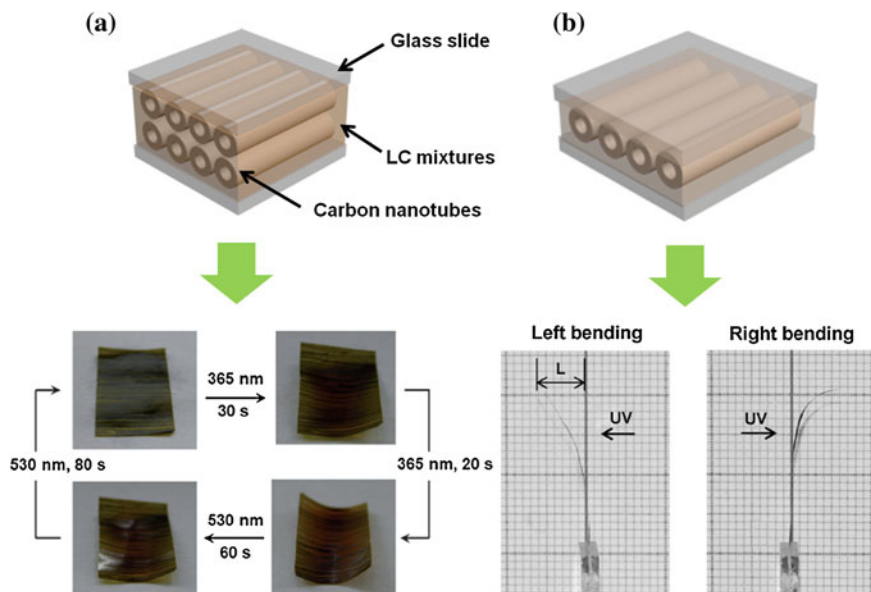 (a)
Glass slide
LC mixtures
Carbon nanotubes
(b)
365 nm
30 s
530 nm, 80 s
365 nm, 20 s
530 nm
60 s
Left bending
L
UV
Right bending
UV